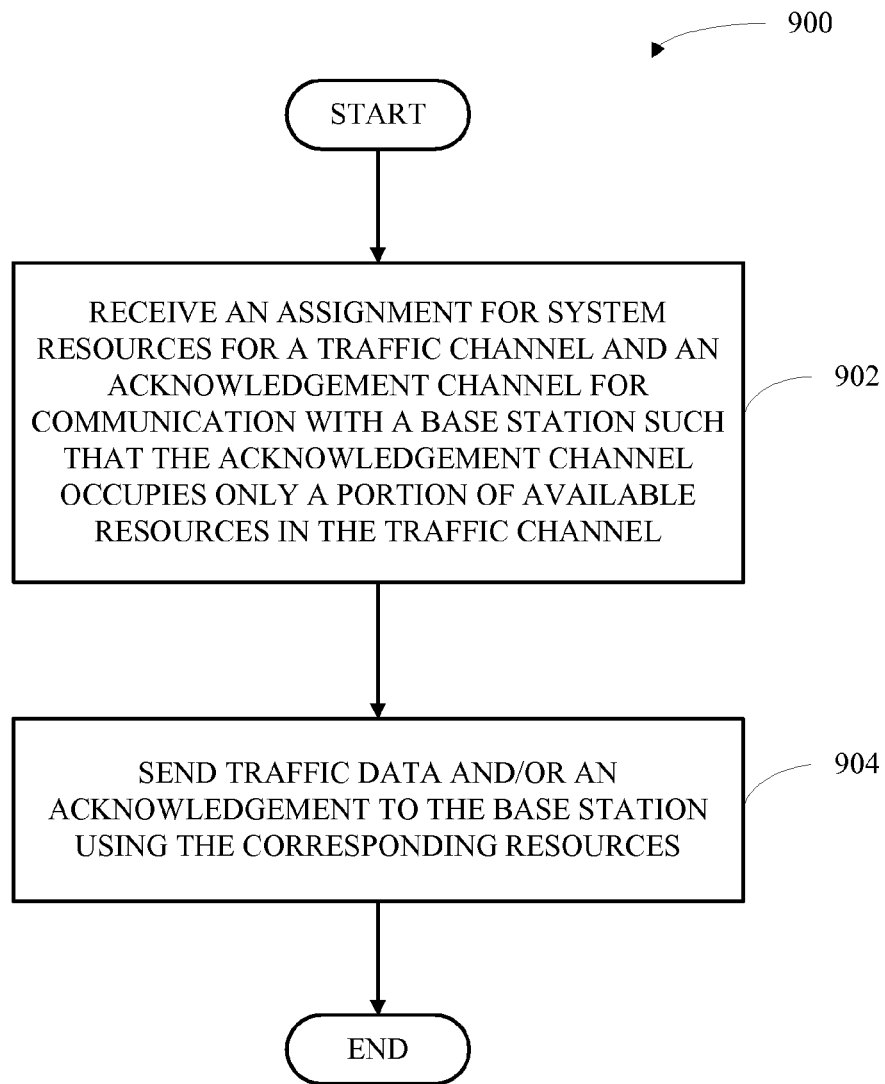 900
START
RECEIVE AN ASSIGNMENT FOR SYSTEM
RESOURCES FOR A TRAFFIC CHANNEL AND AN
ACKNOWLEDGEMENT CHANNEL FOR
COMMUNICATION WITH A BASE STATION SUCH
THAT THE ACKNOWLEDGEMENT CHANNEL
OCCUPIES ONLY A PORTION OF AVAILABLE
RESOURCES IN THE TRAFFIC CHANNEL
902
SEND TRAFFIC DATA AND/OR AN
ACKNOWLEDGEMENT TO THE BASE STATION
USING THE CORRESPONDING RESOURCES
904
END